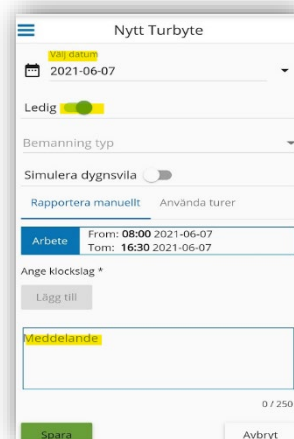 Nytt Turbyte
Välj datum
2021-06-07
Ledig
Bemanning typ
Simulera dygnsvila
Rapportera manuellt Använda turer
Arbete
From: 08:00 2021-06-07
Tom: 16:30 2021-06-07
Ange klockslag *
Lägg till
Meddelande
0 / 250
Spara Avbryt